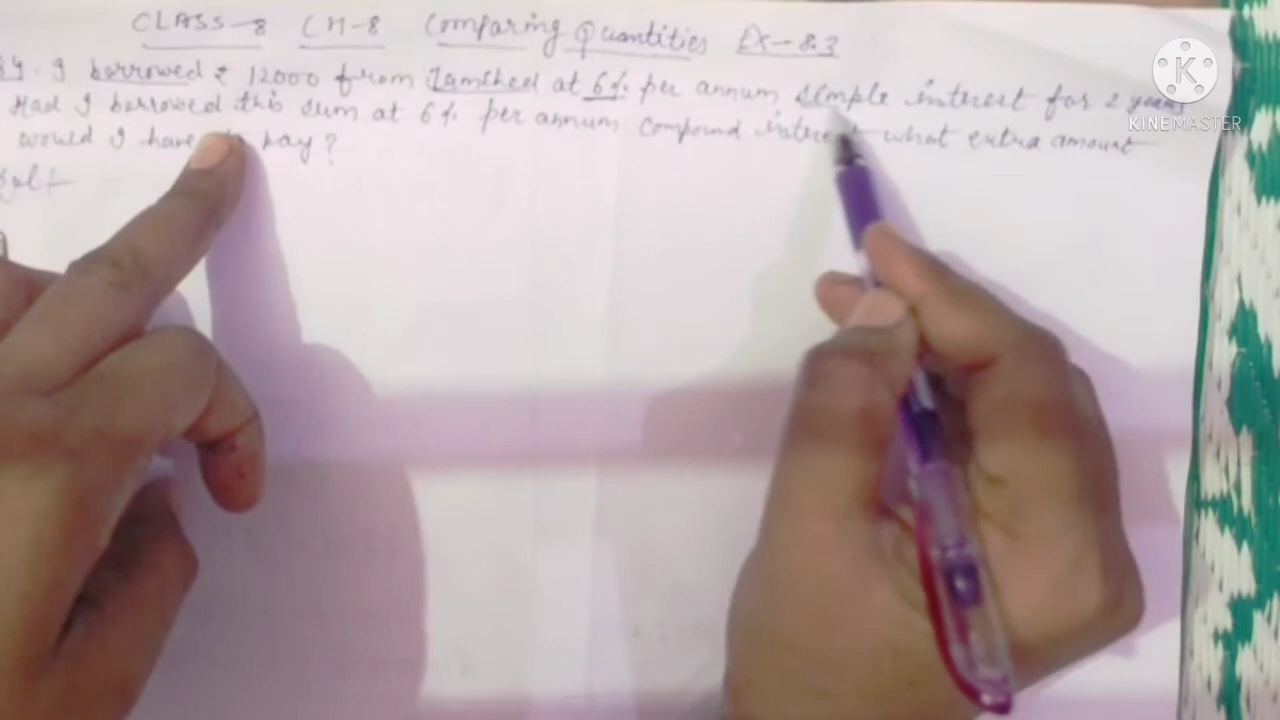 CLASS-8 CH-8 Comparing Quantities EX-8.3
I borrowed ₹ 12000 from Jamshed at 6% per annum simple interest for 2 years
Had I borrowed this sum at 6% per annum Compound interest what extra amount
would I have to pay?
Sol:-
K
KINEMASTER